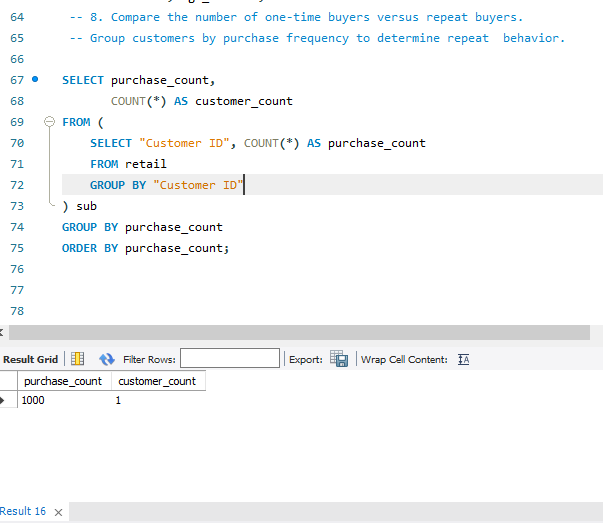 64 -- 8. Compare the number of one-time buyers versus repeat buyers.
65 -- Group customers by purchase frequency to determine repeat  behavior.
66
67 SELECT purchase_count,
68 COUNT(*) AS customer_count
69 FROM (
70 SELECT "Customer ID", COUNT(*) AS purchase_count
71 FROM retail
72 GROUP BY "Customer ID"
73 ) sub
74 GROUP BY purchase_count
75 ORDER BY purchase_count;
76
77
78
Result Grid Filter Rows: Export: Wrap Cell Content: IA
purchase_count customer_count
1000 1
Result 16 ×